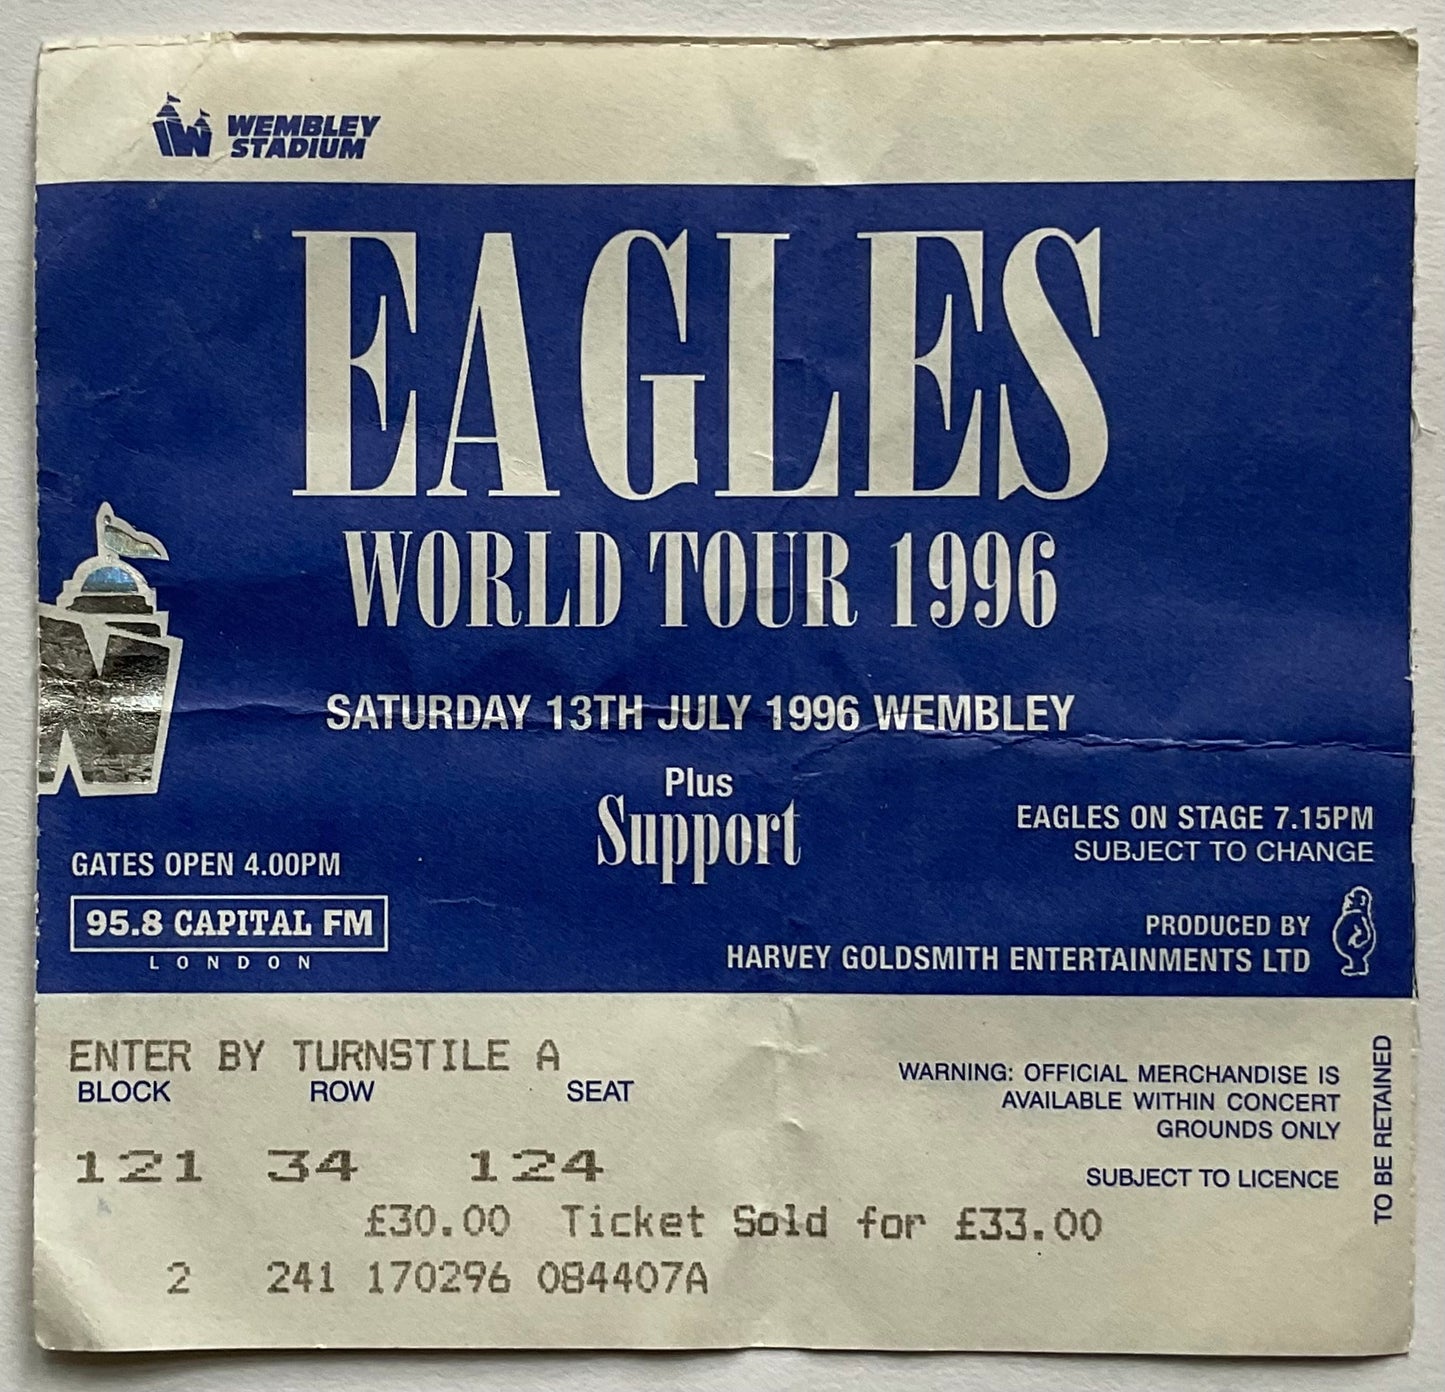 WEMBLEY
STADIUM
EAGLES
WORLD TOUR 1996
SATURDAY 13TH JULY 1996 WEMBLEY
Plus
Support
EAGLES ON STAGE 7.15PM
SUBJECT TO CHANGE
GATES OPEN 4.00PM
95.8 CAPITAL FM
LONDON
PRODUCED BY
HARVEY GOLDSMITH ENTERTAINMENTS LTD
ENTER BY TURNSTILE A
BLOCK ROW SEAT
121 34 124
£30.00 Ticket Sold for £33.00
2 241 170296 084407A
WARNING: OFFICIAL MERCHANDISE IS
AVAILABLE WITHIN CONCERT
GROUNDS ONLY
SUBJECT TO LICENCE
TO BE RETAINED